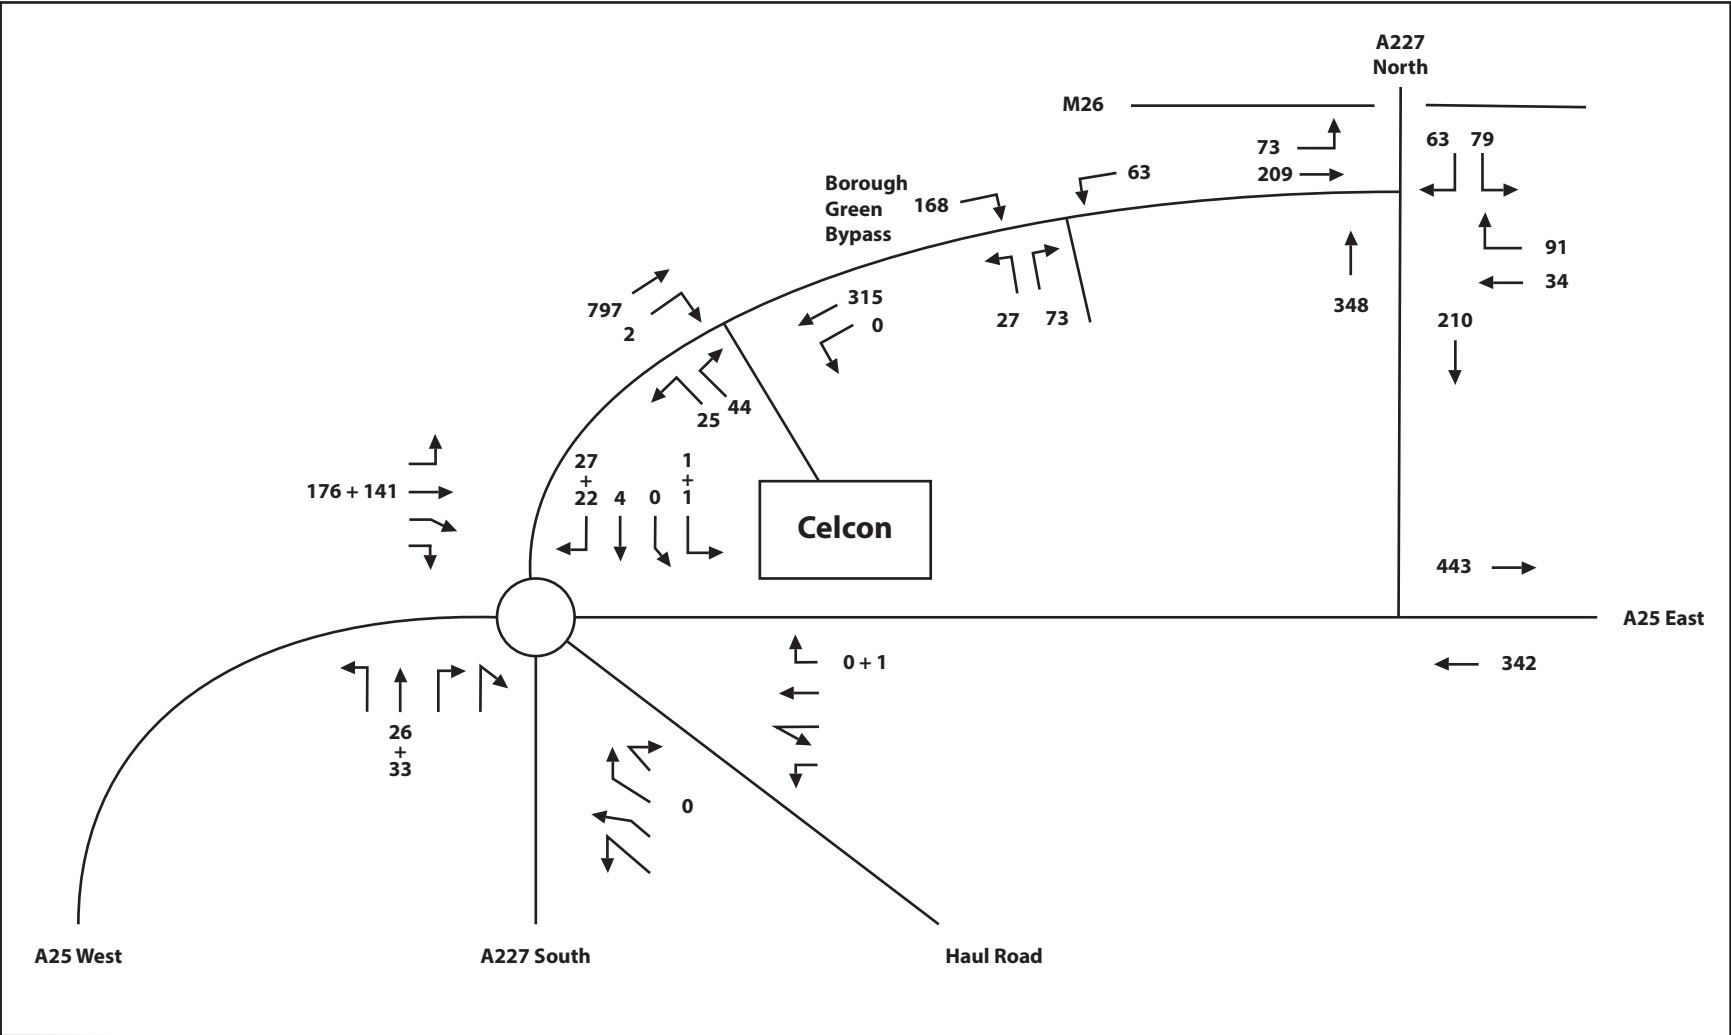 A227
North
M26
73
63 79
209
63
Borough
Green
Bypass
168
91
34
797
2
315
0
27 73
348
210
25
44
27
+
22
4
0
1
+
1
176 + 141
Celcon
443
A25 East
0 + 1
342
26
+
33
0
A25 West
A227 South
Haul Road